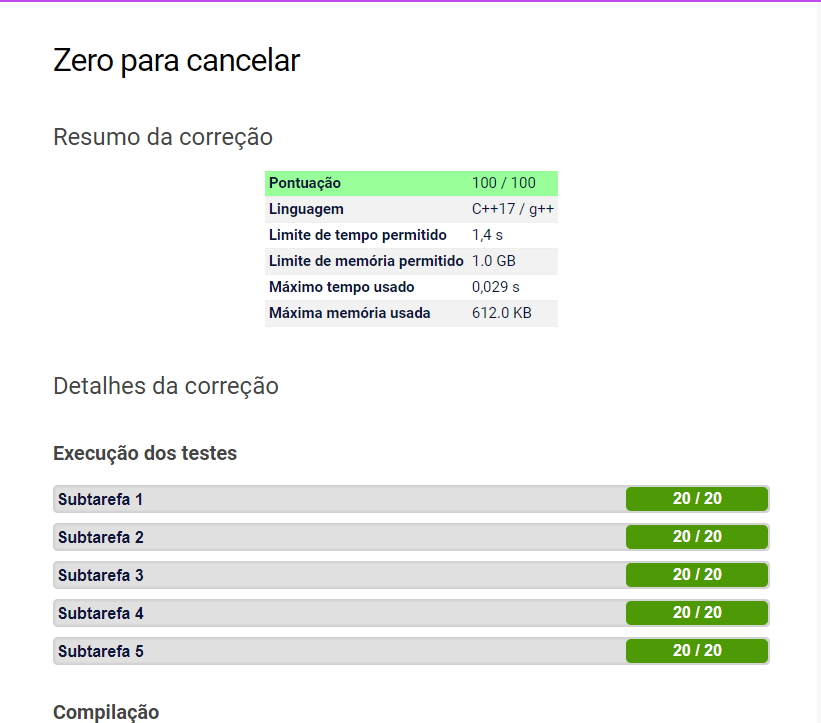 Zero para cancelar
Resumo da correção
Pontuação 100 / 100
Linguagem C++17 / g++
Limite de tempo permitido 1,4 s
Limite de memória permitido 1.0 GB
Máximo tempo usado 0,029 s
Máxima memória usada 612.0 KB
Detalhes da correção
Execução dos testes
Subtarefa 1 20 / 20
Subtarefa 2 20 / 20
Subtarefa 3 20 / 20
Subtarefa 4 20 / 20
Subtarefa 5 20 / 20
Compilação